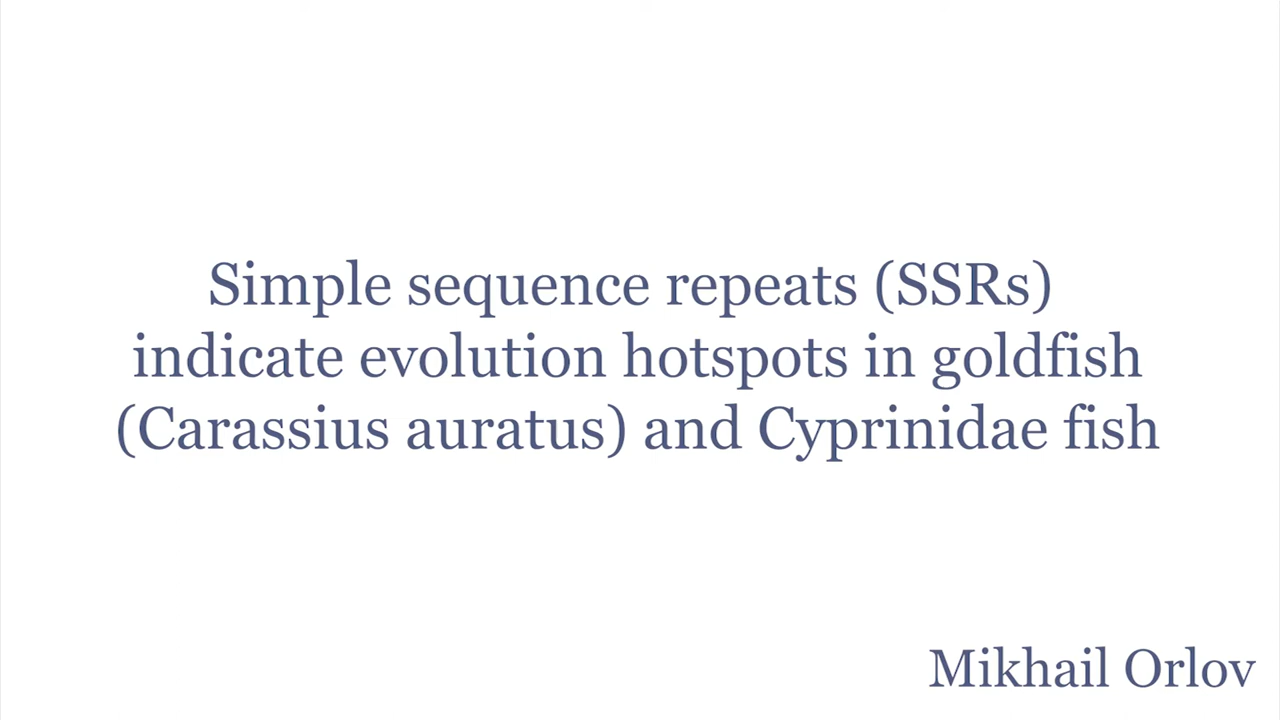 Simple sequence repeats (SSRs)
indicate evolution hotspots in goldfish
(Carassius auratus) and Cyprinidae fish
Mikhail Orlov